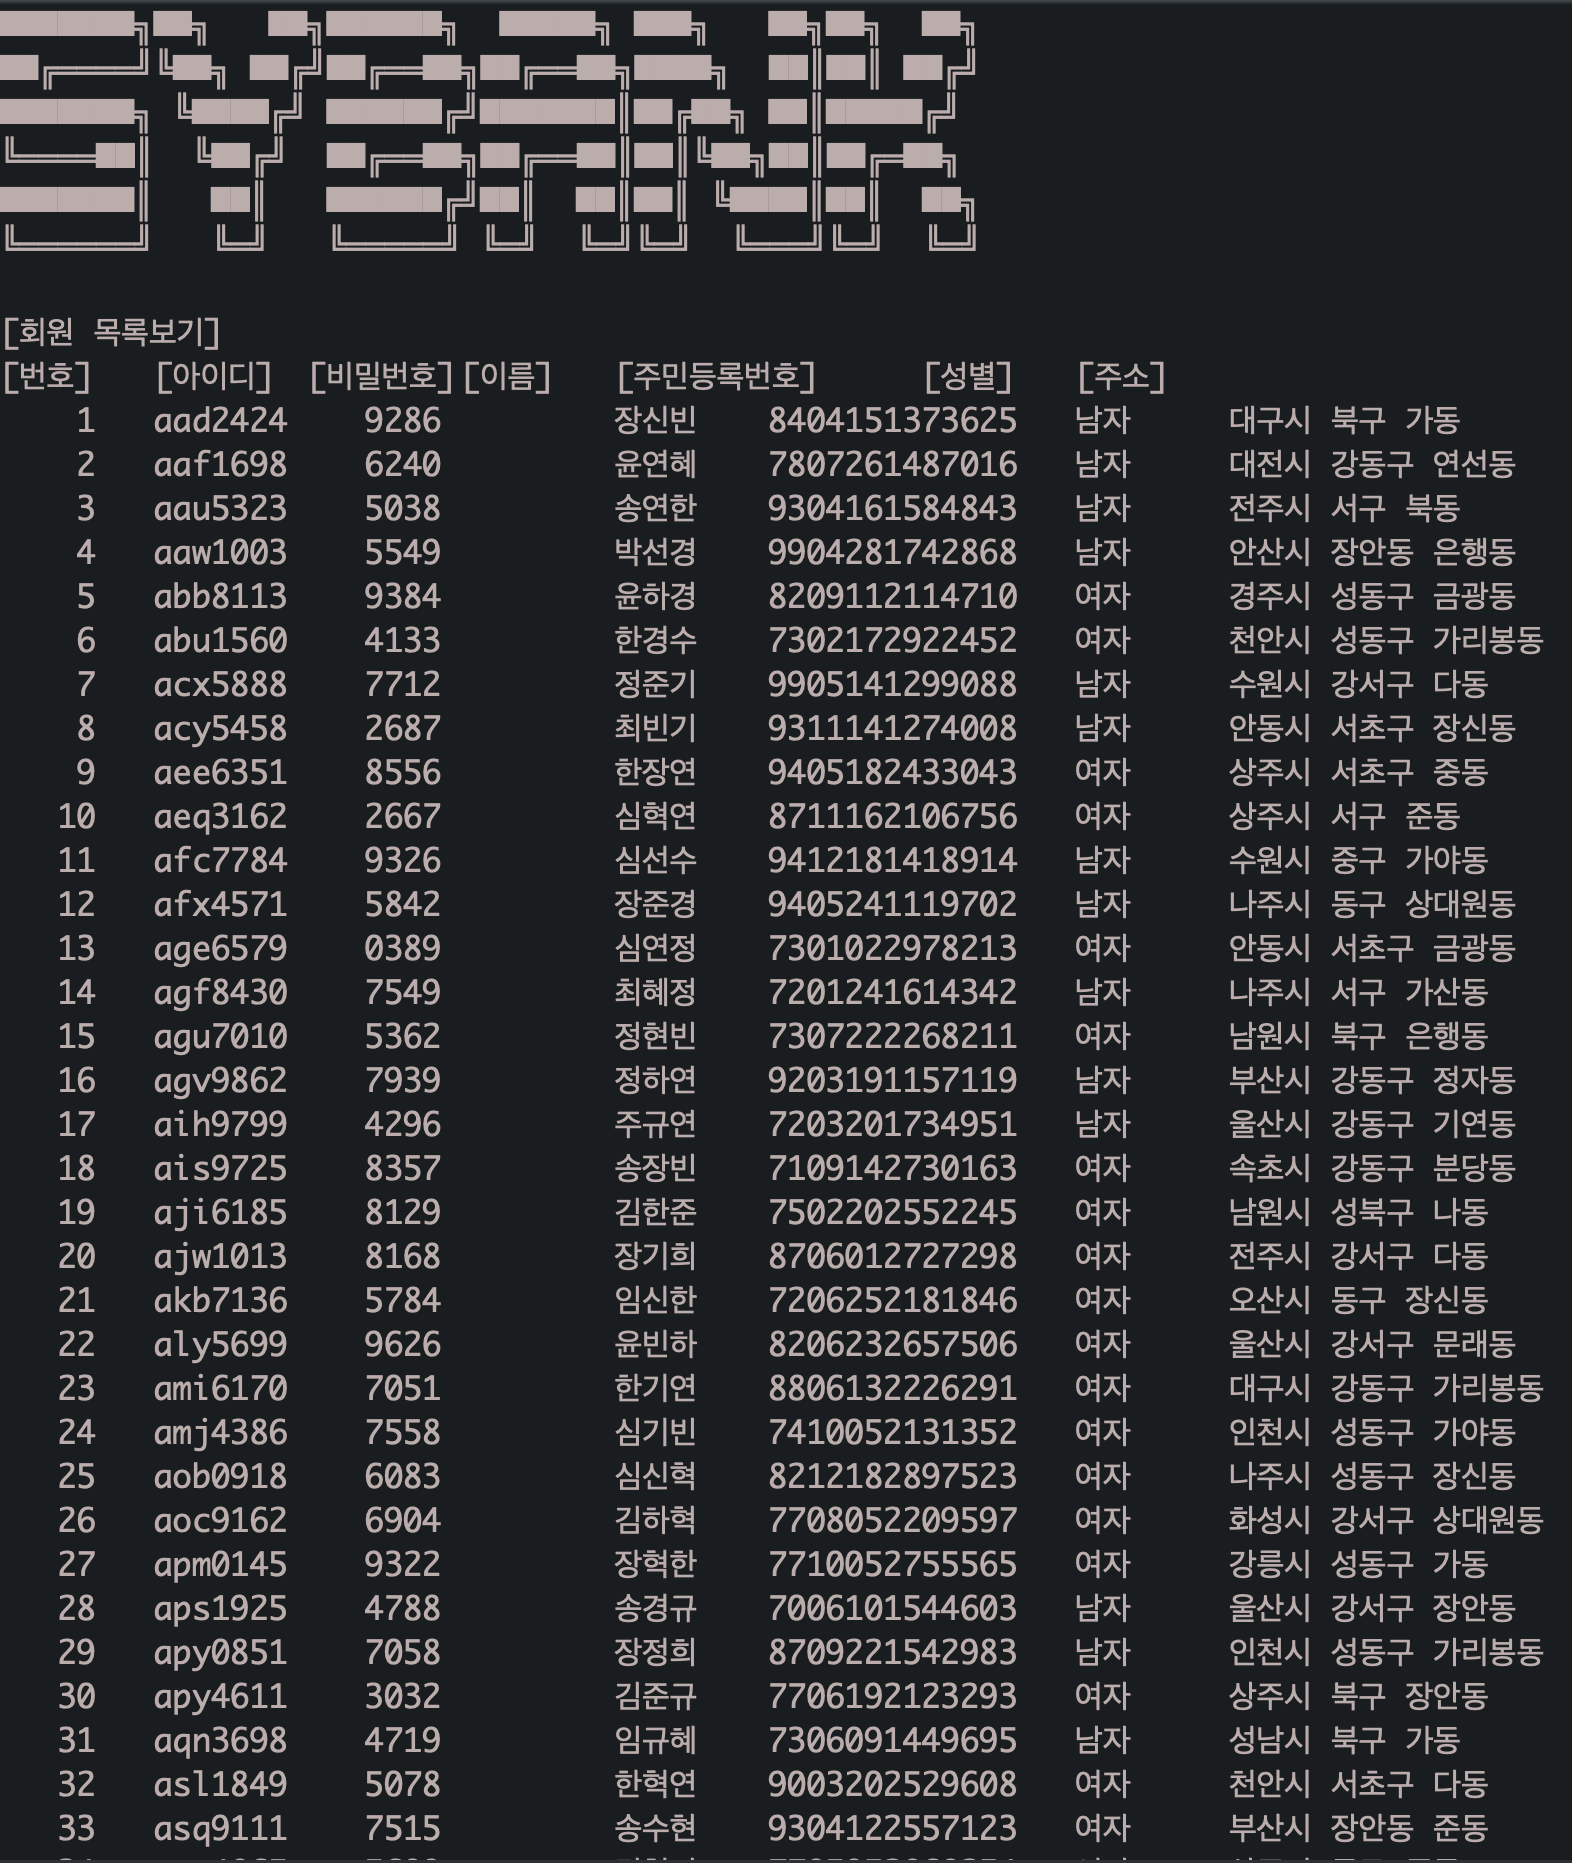 SYBANK
[회원 목록보기]
[번호] [아이디] [비밀번호] [이름] [주민등록번호] [성별] [주소]
1 aad2424 9286 장신빈 8404151373625 남자 대구시 북구 가동
2 aaf1698 6240 윤연혜 7807261487016 남자 대전시 강동구 연선동
3 aau5323 5038 송연한 9304161584843 남자 전주시 서구 북동
4 aaw1003 5549 박선경 9904281742868 남자 안산시 장안동 은행동
5 abb8113 9384 윤하경 8209112114710 여자 경주시 성동구 금광동
6 abu1560 4133 한경수 7302172922452 여자 천안시 성동구 가리봉동
7 acx5888 7712 정준기 9905141299088 남자 수원시 강서구 다동
8 acy5458 2687 최빈기 9311141274008 남자 안동시 서초구 장신동
9 aee6351 8556 한장연 9405182433043 여자 상주시 서초구 중동
10 aeq3162 2667 심혁연 8711162106756 여자 상주시 서구 준동
11 afc7784 9326 심선수 9412181418914 남자 수원시 중구 가야동
12 afx4571 5842 장준경 9405241119702 남자 나주시 동구 상대원동
13 age6579 0389 심연정 7301022978213 여자 안동시 서초구 금광동
14 agf8430 7549 최혜정 7201241614342 남자 나주시 서구 가산동
15 agu7010 5362 정현빈 7307222268211 여자 남원시 북구 은행동
16 agv9862 7939 정하연 9203191157119 남자 부산시 강동구 정자동
17 aih9799 4296 주규연 7203201734951 남자 울산시 강동구 기연동
18 ais9725 8357 송장빈 7109142730163 여자 속초시 강동구 분당동
19 aji6185 8129 김한준 7502202552245 여자 남원시 성북구 나동
20 ajw1013 8168 장기희 8706012727298 여자 전주시 강서구 다동
21 akb7136 5784 임신한 7206252181846 여자 오산시 동구 장신동
22 aly5699 9626 윤빈하 8206232657506 여자 울산시 강서구 문래동
23 ami6170 7051 한기연 8806132226291 여자 대구시 강동구 가리봉동
24 amj4386 7558 심기빈 7410052131352 여자 인천시 성동구 가야동
25 aob0918 6083 심신혁 8212182897523 여자 나주시 성동구 장신동
26 aoc9162 6904 김하혁 7708052209597 여자 화성시 강서구 상대원동
27 apm0145 9322 장혁한 7710052755565 여자 강릉시 성동구 가동
28 aps1925 4788 송경규 7006101544603 남자 울산시 강서구 장안동
29 apy0851 7058 장정희 8709221542983 남자 인천시 성동구 가리봉동
30 apy4611 3032 김준규 7706192123293 여자 상주시 북구 장안동
31 aqn3698 4719 임규혜 7306091449695 남자 성남시 북구 가동
32 asl1849 5078 한혁연 9003202529608 여자 천안시 서초구 다동
33 asq9111 7515 송수현 9304122557123 여자 부산시 장안동 준동